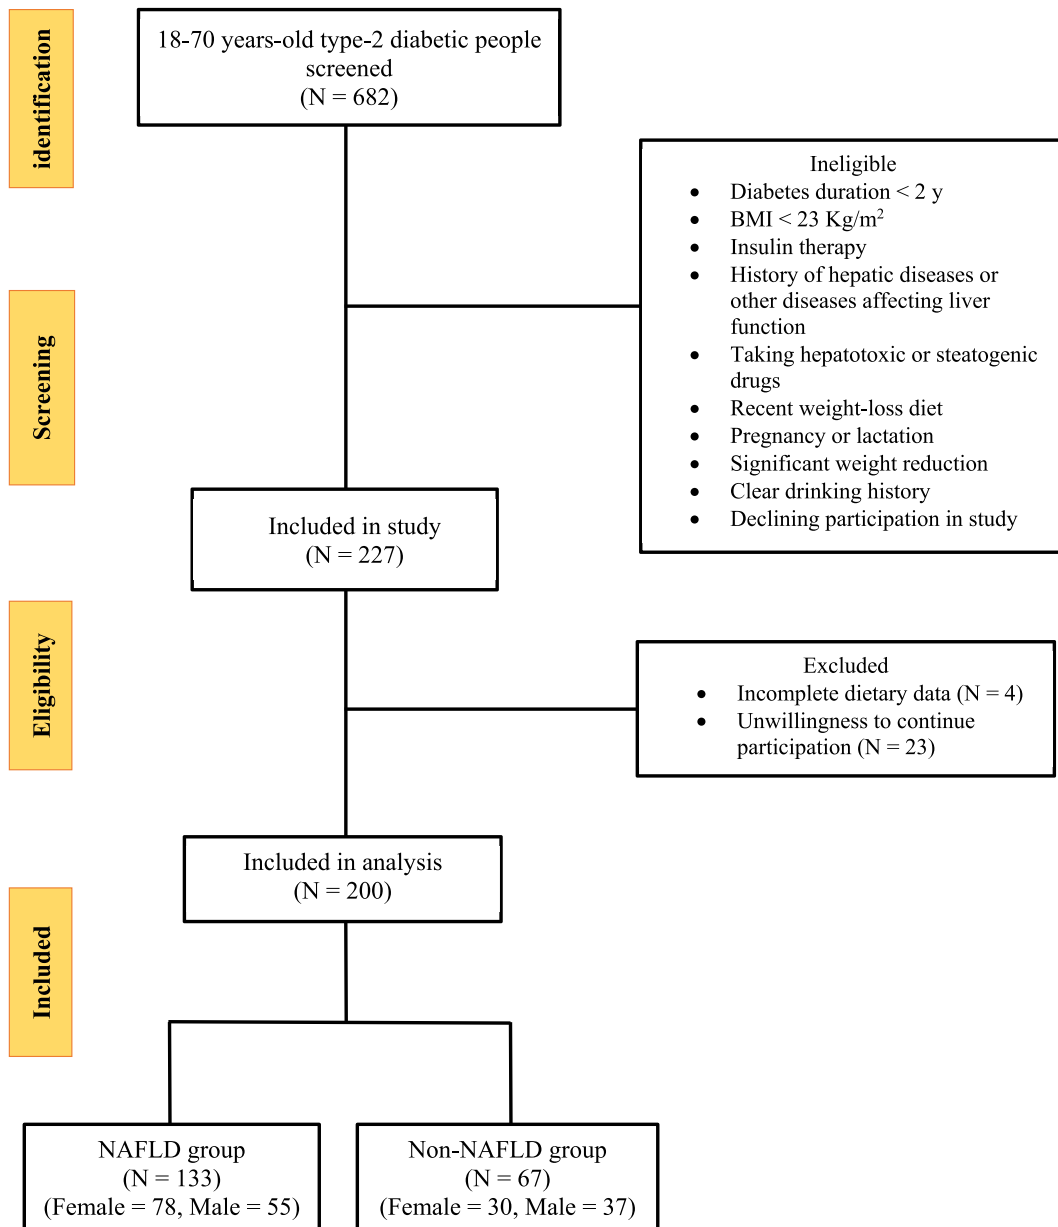 identification
18-70 years-old type-2 diabetic people
screened
(N = 682)
Ineligible
• Diabetes duration < 2 y
• BMI < 23 Kg/m²
• Insulin therapy
• History of hepatic diseases or
other diseases affecting liver
function
• Taking hepatotoxic or steatogenic
drugs
• Recent weight-loss diet
• Pregnancy or lactation
• Significant weight reduction
• Clear drinking history
• Declining participation in study
Screening
Included in study
(N = 227)
Eligibility
Excluded
• Incomplete dietary data (N = 4)
• Unwillingness to continue
participation (N = 23)
Included in analysis
(N = 200)
Included
NAFLD group
(N = 133)
(Female = 78, Male = 55)
Non-NAFLD group
(N = 67)
(Female = 30, Male = 37)